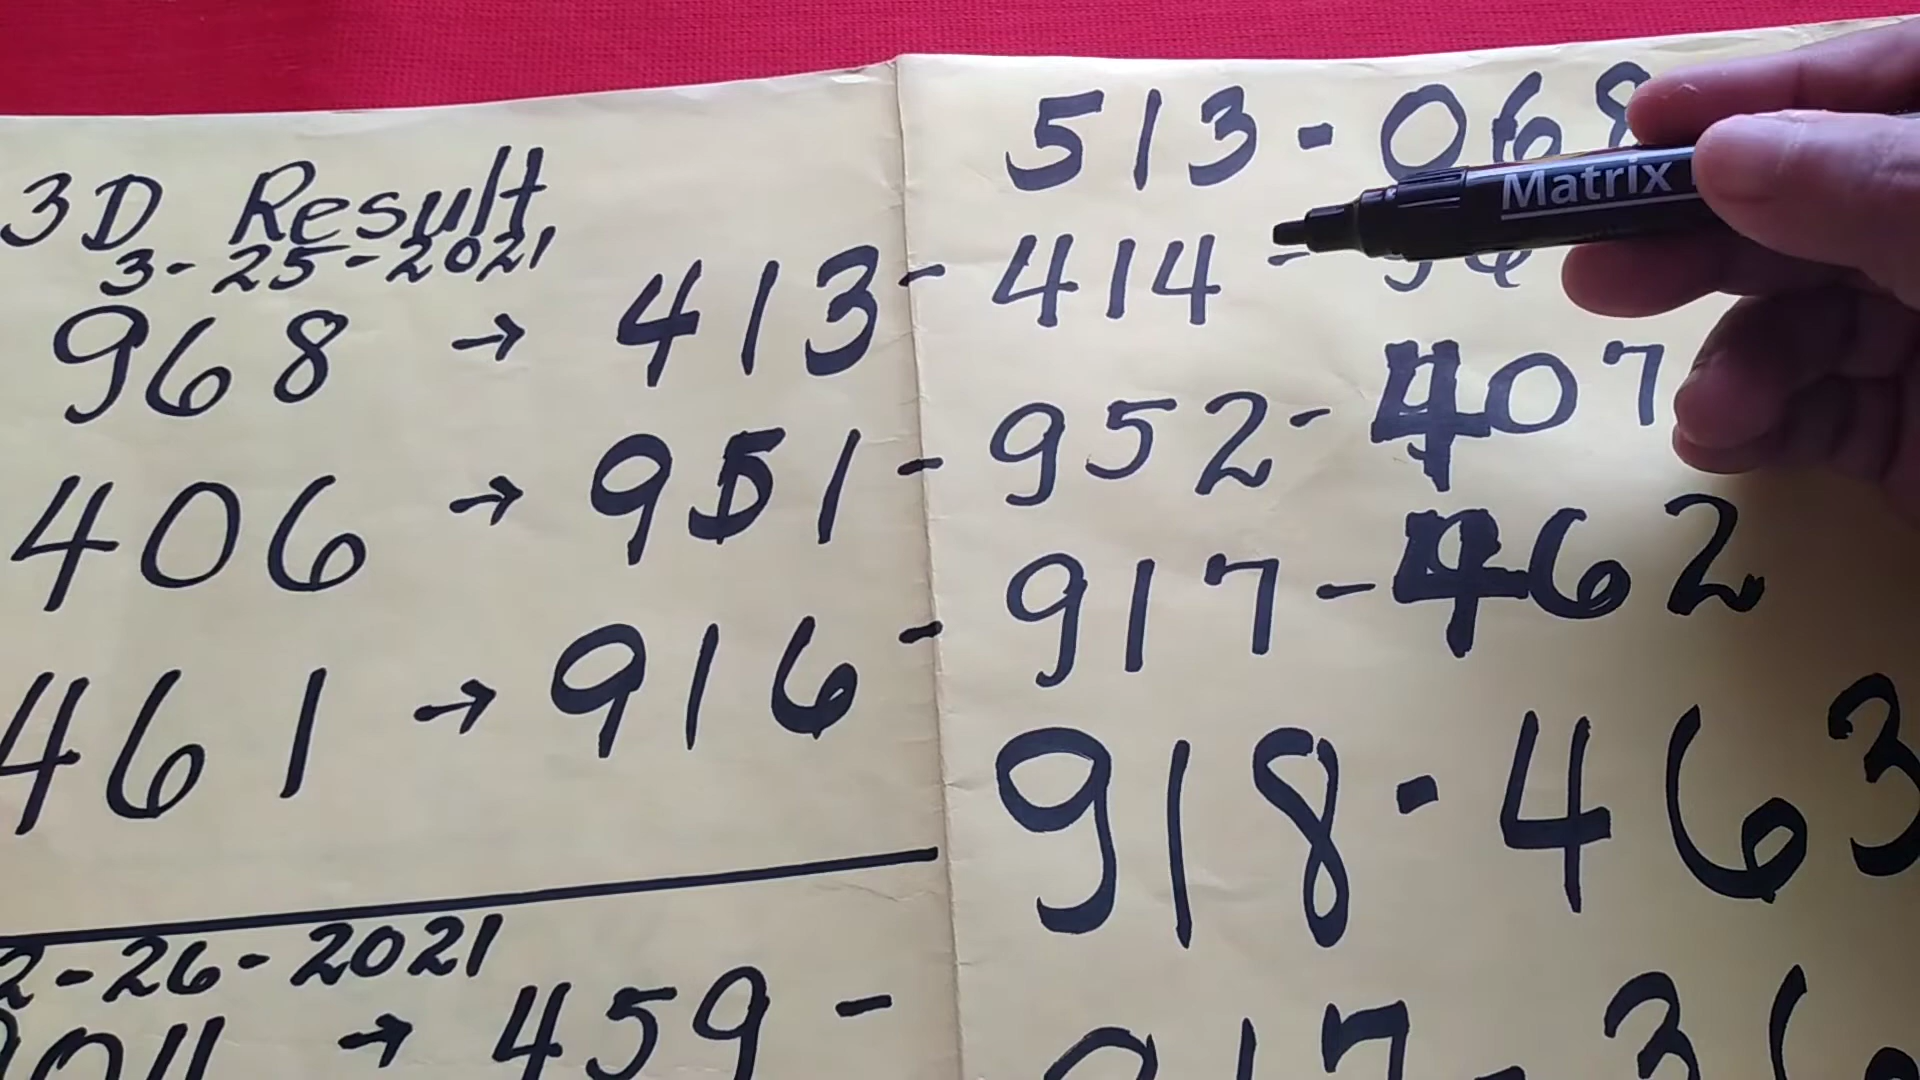 513 - 068
Matrix
3D Result
3-25-2021
968 → 413 - 414 -
406 → 951 - 952 - 407
461 → 916 - 917 - 462
918 - 463
2-26-2021
→ 459 -